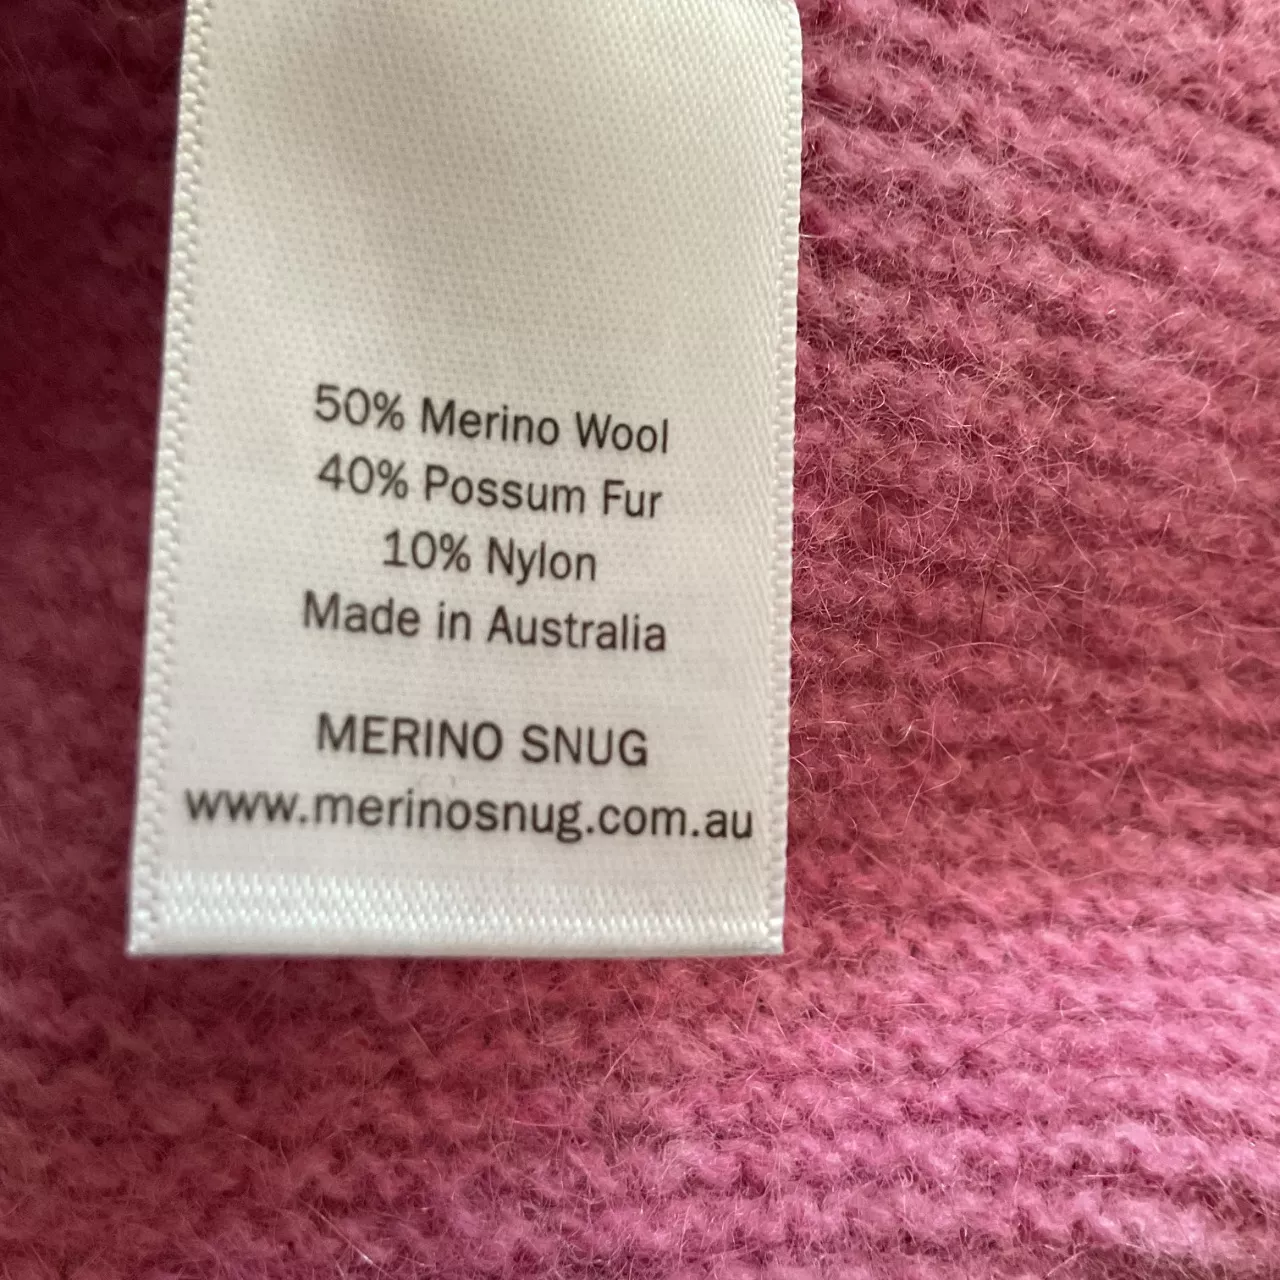 50% Merino Wool
40% Possum Fur
10% Nylon
Made in Australia
MERINO SNUG
www.merinosnug.com.au